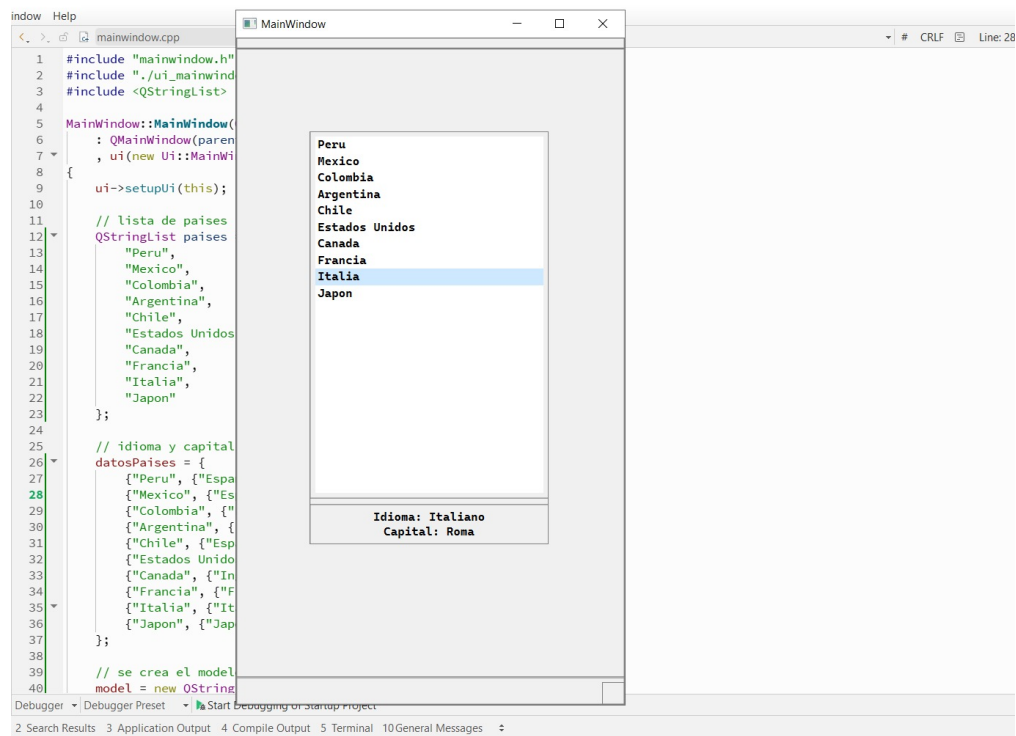 indow Help
mainwindow.cpp
# CRLF Line: 28
1 #include "mainwindow.h"
2 #include "./ui_mainwind
3 #include <QStringList>
4
5 MainWindow::MainWindow(
6 : QMainWindow(paren
7 , ui(new Ui::MainWi
8 {
9 ui->setupUi(this);
10
11 // lista de paises
12 QStringList paises
13 "Peru",
14 "Mexico",
15 "Colombia",
16 "Argentina",
17 "Chile",
18 "Estados Unidos
19 "Canada",
20 "Francia",
21 "Italia",
22 "Japon"
23 };
24
25 // idioma y capital
26 datosPaises = {
27 {"Peru", {"Espa
28 {"Mexico", {"Es
29 {"Colombia", {"
30 {"Argentina", {
31 {"Chile", {"Esp
32 {"Estados Unido
33 {"Canada", {"In
34 {"Francia", {"F
35 {"Italia", {"It
36 {"Japon", {"Jap
37 };
38
39 // se crea el model
40 model = new QString
MainWindow
Peru
Mexico
Colombia
Argentina
Chile
Estados Unidos
Canada
Francia
Italia
Japon
Idioma: Italiano
Capital: Roma
Debugger Debugger Preset Start Debugging of Startup Project
2 Search Results 3 Application Output 4 Compile Output 5 Terminal 10 General Messages